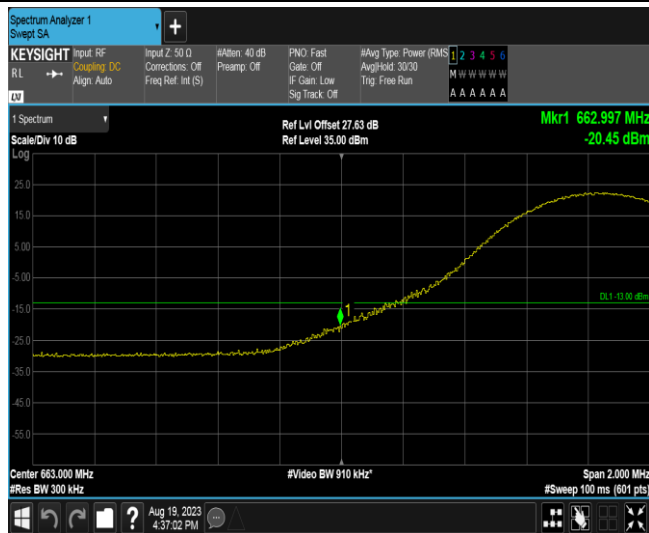 Spectrum Analyzer 1
Swept SA
KEYSIGHT
RL
Input: RF
Coupling: DC
Align: Auto
Input Z: 50 Ω
Corrections: Off
Freq Ref: Int (S)
#Atten: 40 dB
Preamp: Off
PNO: Fast
Gate: Off
IF Gain: Low
Sig Track: Off
#Avg Type: Power (RMS
Avg|Hold: 30/30
Trig: Free Run
1 2 3 4 5 6
M W W W W W
A A A A A A
LXI
1 Spectrum
Scale/Div 10 dB
Log
Ref Lvl Offset 27.63 dB
Ref Level 35.00 dBm
Mkr1 662.997 MHz
-20.45 dBm
25.0
15.0
5.00
-5.00
-15.0
-25.0
-35.0
-45.0
-55.0
1
DL1 -13.00 dBm
Center 663.000 MHz
#Res BW 300 kHz
#Video BW 910 kHz*
Span 2.000 MHz
#Sweep 100 ms (601 pts)
?
Aug 19, 2023
4:37:02 PM